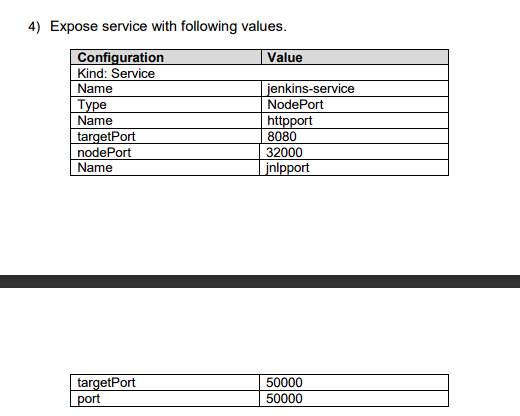 4) Expose service with following values.
Configuration Value
Kind: Service
Name jenkins-service
Type NodePort
Name httpport
targetPort 8080
nodePort 32000
Name jnlpport
targetPort 50000
port 50000